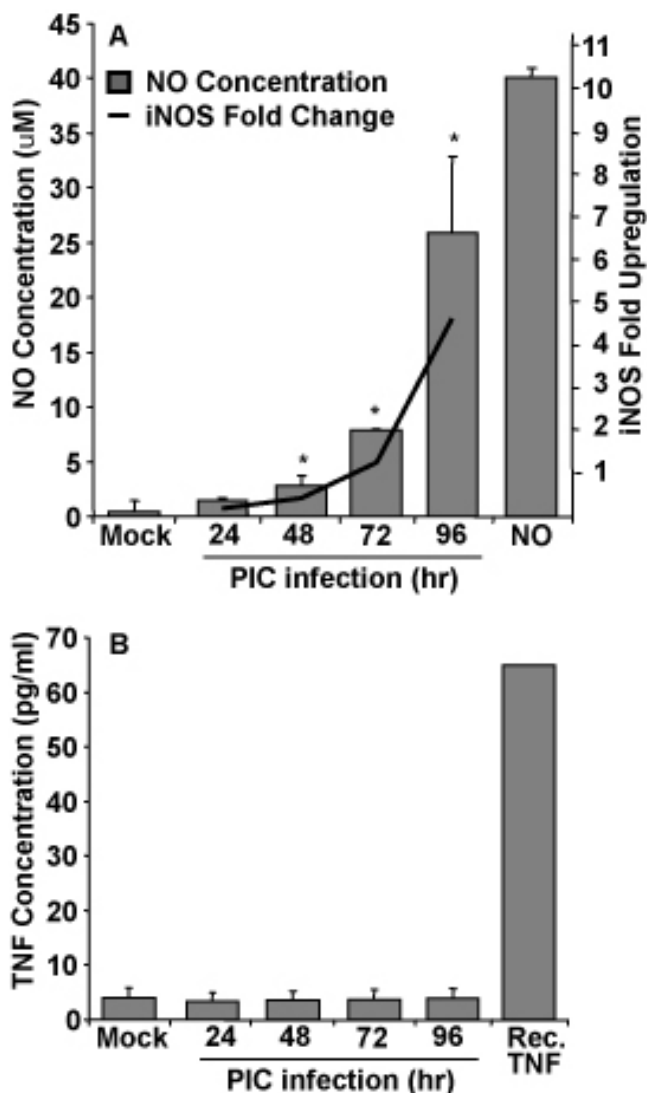 A
NO Concentration
iNOS Fold Change
NO Concentration (uM)
45
40
35
30
25
20
15
10
5
0
iNOS Fold Upregulation
11
10
9
8
7
6
5
4
3
2
1
*
*
*
Mock 24 48 72 96 NO
PIC infection (hr)
B
TNF Concentration (pg/ml)
70
60
50
40
30
20
10
0
Mock 24 48 72 96 Rec.
TNF
PIC infection (hr)